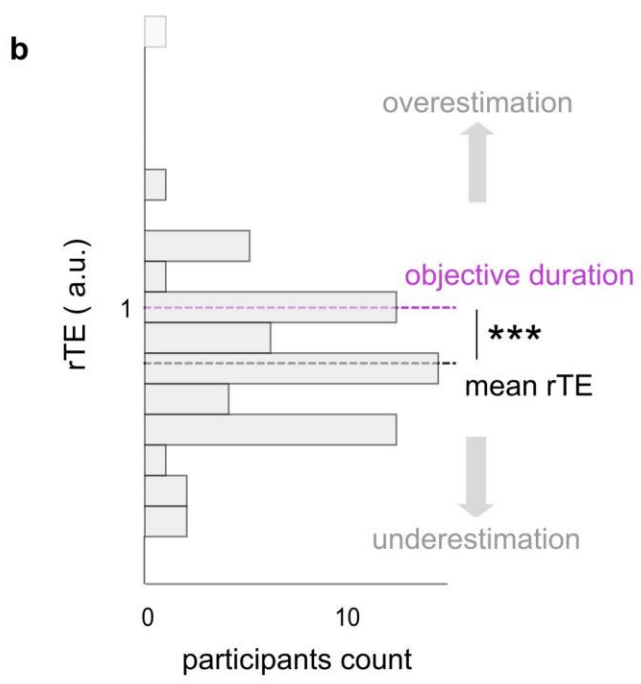 b
overestimation
objective duration
1
***
mean rTE
rTE ( a.u.)
underestimation
0 10
participants count